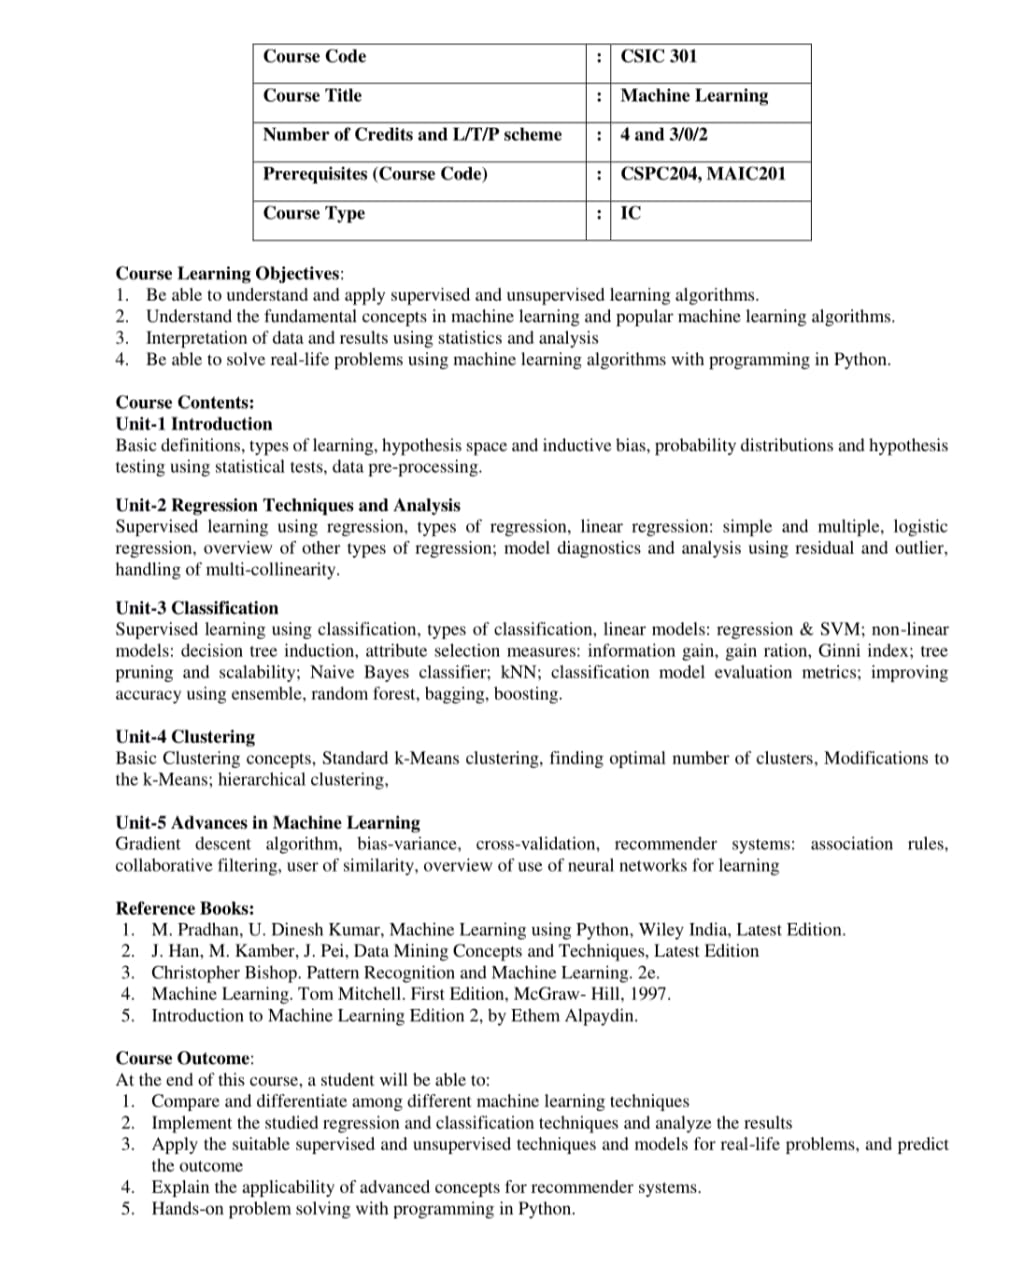 Course Code : CSIC 301
Course Title : Machine Learning
Number of Credits and L/T/P scheme : 4 and 3/0/2
Prerequisites (Course Code) : CSPC204, MAIC201
Course Type : IC
Course Learning Objectives:
1. Be able to understand and apply supervised and unsupervised learning algorithms.
2. Understand the fundamental concepts in machine learning and popular machine learning algorithms.
3. Interpretation of data and results using statistics and analysis
4. Be able to solve real-life problems using machine learning algorithms with programming in Python.
Course Contents:
Unit-1 Introduction
Basic definitions, types of learning, hypothesis space and inductive bias, probability distributions and hypothesis
testing using statistical tests, data pre-processing.
Unit-2 Regression Techniques and Analysis
Supervised learning using regression, types of regression, linear regression: simple and multiple, logistic
regression, overview of other types of regression; model diagnostics and analysis using residual and outlier,
handling of multi-collinearity.
Unit-3 Classification
Supervised learning using classification, types of classification, linear models: regression & SVM; non-linear
models: decision tree induction, attribute selection measures: information gain, gain ration, Ginni index; tree
pruning and scalability; Naive Bayes classifier; kNN; classification model evaluation metrics; improving
accuracy using ensemble, random forest, bagging, boosting.
Unit-4 Clustering
Basic Clustering concepts, Standard k-Means clustering, finding optimal number of clusters, Modifications to
the k-Means; hierarchical clustering,
Unit-5 Advances in Machine Learning
Gradient descent algorithm, bias-variance, cross-validation, recommender systems: association rules,
collaborative filtering, user of similarity, overview of use of neural networks for learning
Reference Books:
1. M. Pradhan, U. Dinesh Kumar, Machine Learning using Python, Wiley India, Latest Edition.
2. J. Han, M. Kamber, J. Pei, Data Mining Concepts and Techniques, Latest Edition
3. Christopher Bishop. Pattern Recognition and Machine Learning. 2e.
4. Machine Learning. Tom Mitchell. First Edition, McGraw- Hill, 1997.
5. Introduction to Machine Learning Edition 2, by Ethem Alpaydin.
Course Outcome:
At the end of this course, a student will be able to:
1. Compare and differentiate among different machine learning techniques
2. Implement the studied regression and classification techniques and analyze the results
3. Apply the suitable supervised and unsupervised techniques and models for real-life problems, and predict
the outcome
4. Explain the applicability of advanced concepts for recommender systems.
5. Hands-on problem solving with programming in Python.